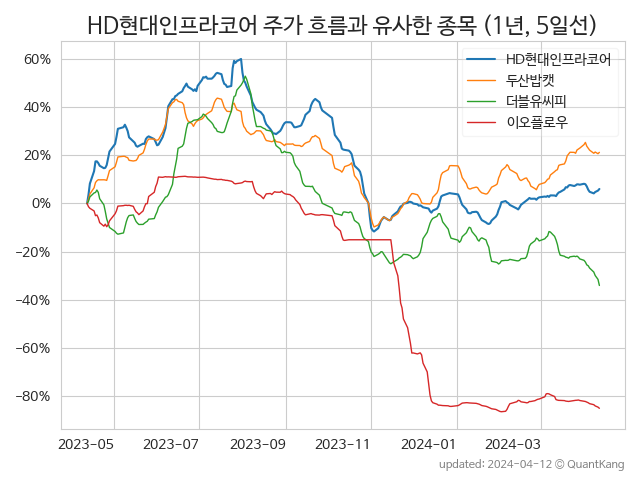 HD현대인프라코어 주가 흐름과 유사한 종목 (1년, 5일선)
HD현대인프라코어
두산밥캣
더블유씨피
이오플로우
60%
40%
20%
0%
−20%
−40%
−60%
−80%
2023-05 2023-07 2023-09 2023-11 2024-01 2024-03
updated: 2024-04-12 © QuantKang